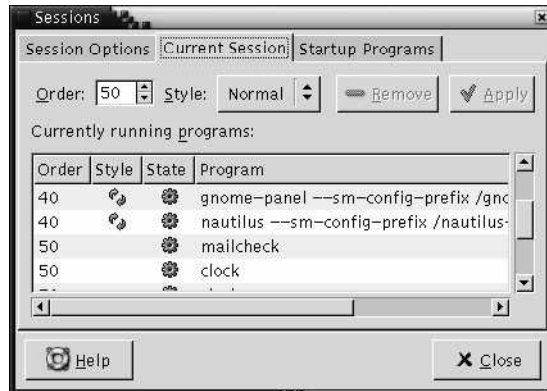 Sessions
Session Options Current Session Startup Programs
Order: 50 Style: Normal Remove Apply
Currently running programs:
Order Style State Program
40 gnome-panel --sm-config-prefix /gno
40 nautilus --sm-config-prefix /nautilus-
50 mailcheck
50 clock
Help Close